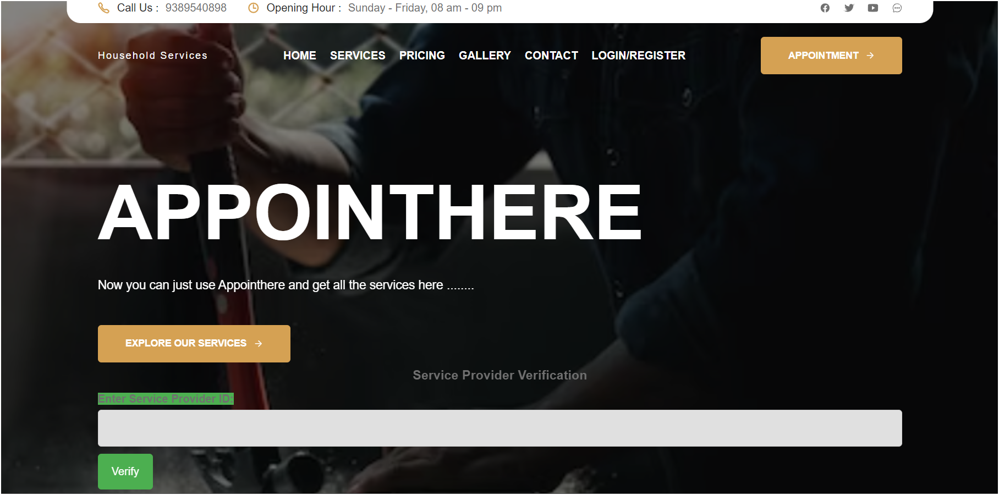 Call Us : 9389540898 Opening Hour : Sunday - Friday, 08 am - 09 pm
Household Services HOME SERVICES PRICING GALLERY CONTACT LOGIN/REGISTER APPOINTMENT →
APPOINTHERE
Now you can just use Appointhere and get all the services here ........
EXPLORE OUR SERVICES →
Service Provider Verification
Enter Service Provider ID:
Verify